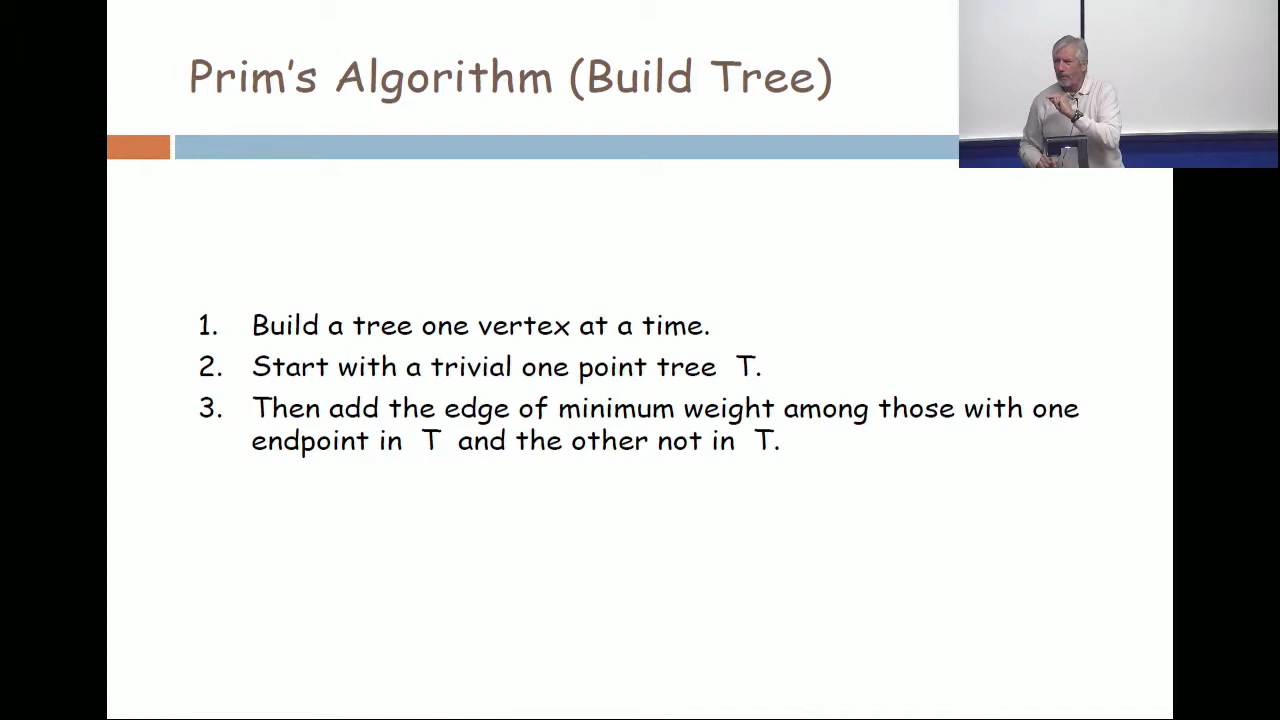 Prim's Algorithm (Build Tree)
1. Build a tree one vertex at a time.
2. Start with a trivial one point tree T.
3. Then add the edge of minimum weight among those with one
endpoint in T and the other not in T.